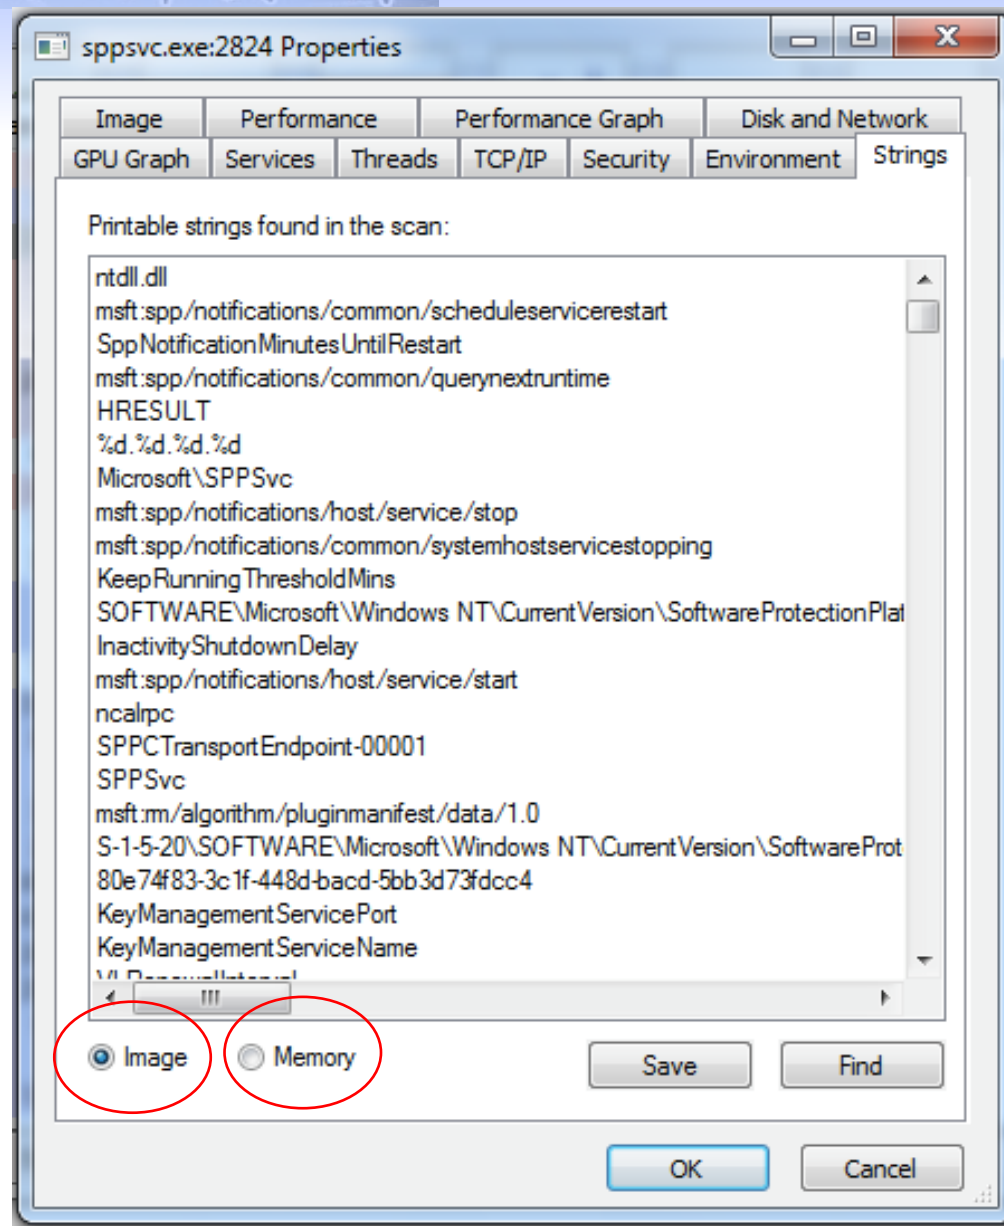 sppsvc.exe:2824 Properties
Image Performance Performance Graph Disk and Network
GPU Graph Services Threads TCP/IP Security Environment Strings
Printable strings found in the scan:
ntdll.dll
msft:spp/notifications/common/scheduleservicerestart
SppNotificationMinutesUntilRestart
msft:spp/notifications/common/querynextruntime
HRESULT
%d.%d.%d.%d
Microsoft\SPPSvc
msft:spp/notifications/host/service/stop
msft:spp/notifications/common/systemhostservicestopping
KeepRunningThresholdMins
SOFTWARE\Microsoft\Windows NT\CurrentVersion\SoftwareProtectionPlat
InactivityShutdownDelay
msft:spp/notifications/host/service/start
ncalrpc
SPPCTransportEndpoint-00001
SPPSvc
msft:rm/algorithm/pluginmanifest/data/1.0
S-1-5-20\SOFTWARE\Microsoft\Windows NT\CurrentVersion\SoftwareProt
80e74f83-3c1f-448d-bacd-5bb3d73fdcc4
KeyManagementServicePort
KeyManagementServiceName
Image Memory Save Find
OK Cancel